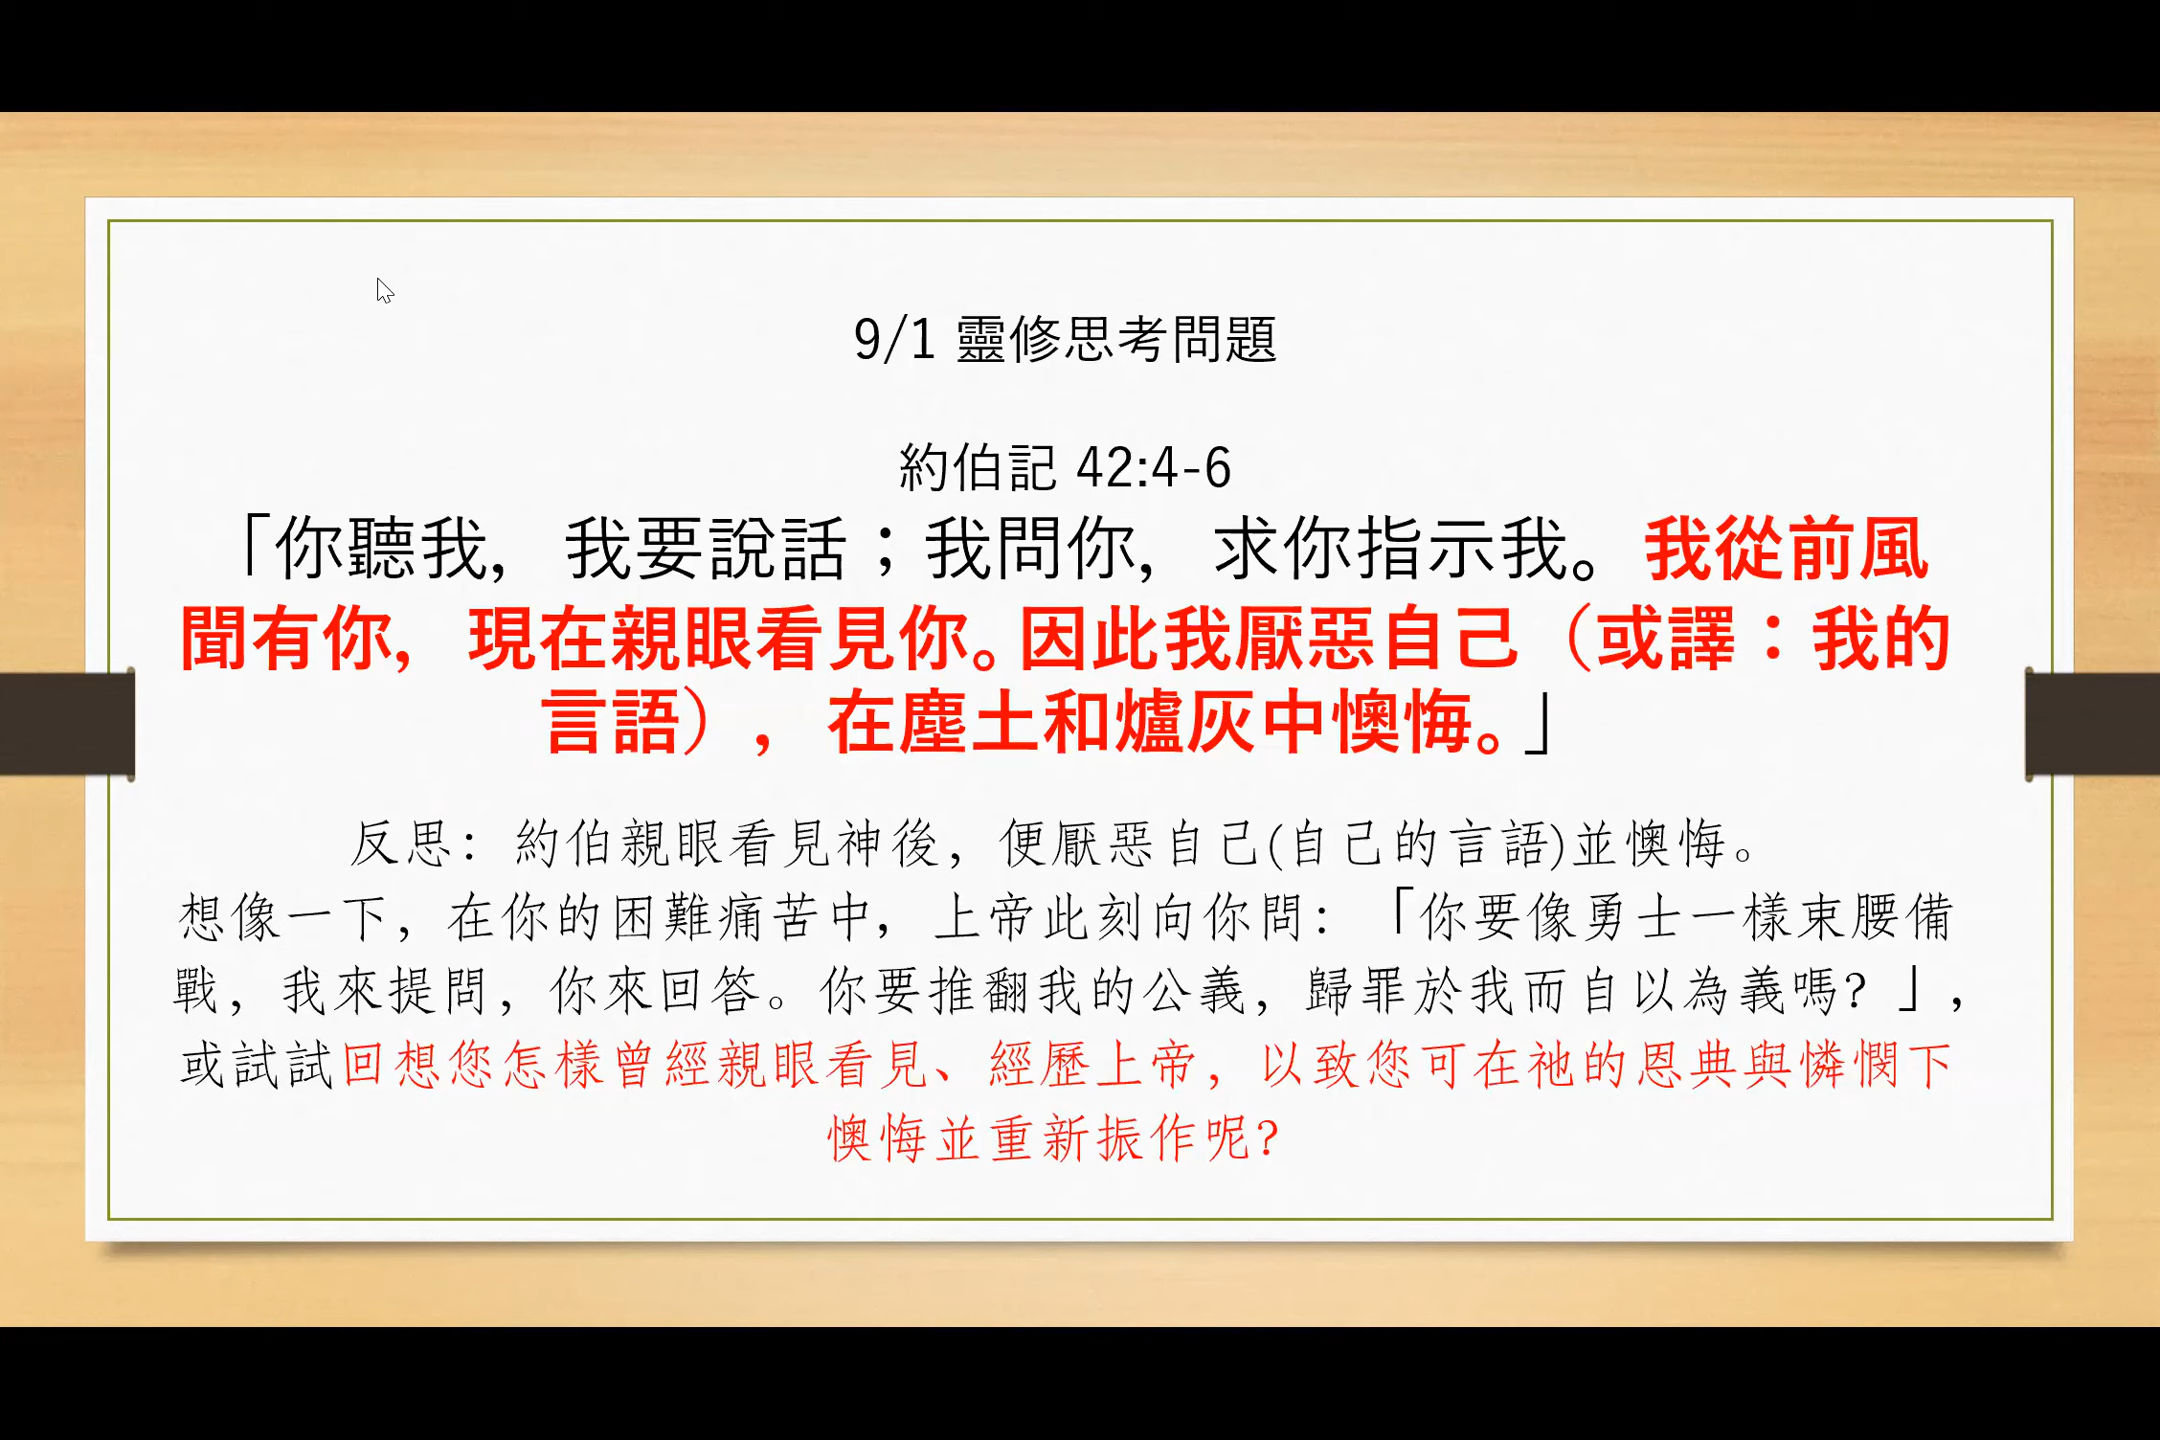 9/1 靈修思考問題
約伯記 42:4-6
「你聽我，我要說話；我問你，求你指示我。我從前風
聞有你，現在親眼看見你。因此我厭惡自己（或譯：我的
言語），在塵土和爐灰中懊悔。」
反思：約伯親眼看見神後，便厭惡自己(自己的言語)並懊悔。
想像一下，在你的困難痛苦中，上帝此刻向你問：「你要像勇士一樣束腰備
戰，我來提問，你來回答。你要推翻我的公義，歸罪於我而自以為義嗎？」，
或試試回想您怎樣曾經親眼看見、經歷上帝，以致您可在祂的恩典與憐憫下
懊悔並重新振作呢？